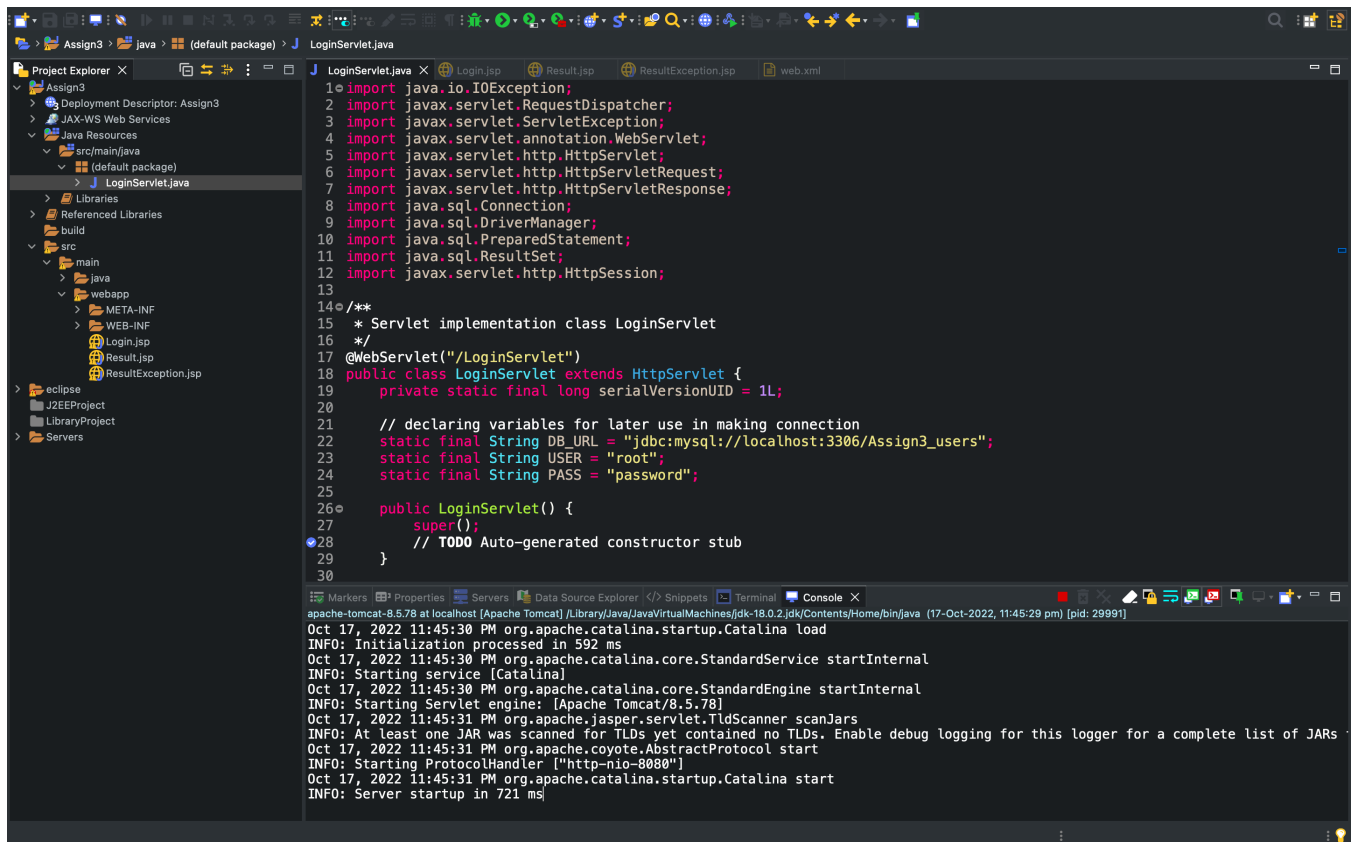 Assign3 > java > (default package) > LoginServlet.java
Project Explorer
Assign3
Deployment Descriptor: Assign3
JAX-WS Web Services
Java Resources
src/main/java
(default package)
LoginServlet.java
Libraries
Referenced Libraries
build
src
main
java
webapp
META-INF
WEB-INF
Login.jsp
Result.jsp
ResultException.jsp
eclipse
J2EEProject
LibraryProject
Servers
LoginServlet.java Login.jsp Result.jsp ResultException.jsp web.xml
1 import java.io.IOException;
2 import javax.servlet.RequestDispatcher;
3 import javax.servlet.ServletException;
4 import javax.servlet.annotation.WebServlet;
5 import javax.servlet.http.HttpServlet;
6 import javax.servlet.http.HttpServletRequest;
7 import javax.servlet.http.HttpServletResponse;
8 import java.sql.Connection;
9 import java.sql.DriverManager;
10 import java.sql.PreparedStatement;
11 import java.sql.ResultSet;
12 import javax.servlet.http.HttpSession;
13
14 /**
15 * Servlet implementation class LoginServlet
16 */
17 @WebServlet("/LoginServlet")
18 public class LoginServlet extends HttpServlet {
19 private static final long serialVersionUID = 1L;
20
21 // declaring variables for later use in making connection
22 static final String DB_URL = "jdbc:mysql://localhost:3306/Assign3_users";
23 static final String USER = "root";
24 static final String PASS = "password";
25
26 public LoginServlet() {
27 super();
28 // TODO Auto-generated constructor stub
29 }
30
Markers Properties Servers Data Source Explorer Snippets Terminal Console
apache-tomcat-8.5.78 at localhost [Apache Tomcat] /Library/Java/JavaVirtualMachines/jdk-18.0.2.jdk/Contents/Home/bin/java (17-Oct-2022, 11:45:29 pm) [pid: 29991]
Oct 17, 2022 11:45:30 PM org.apache.catalina.startup.Catalina load
INFO: Initialization processed in 592 ms
Oct 17, 2022 11:45:30 PM org.apache.catalina.core.StandardService startInternal
INFO: Starting service [Catalina]
Oct 17, 2022 11:45:30 PM org.apache.catalina.core.StandardEngine startInternal
INFO: Starting Servlet engine: [Apache Tomcat/8.5.78]
Oct 17, 2022 11:45:31 PM org.apache.jasper.servlet.TldScanner scanJars
INFO: At least one JAR was scanned for TLDs yet contained no TLDs. Enable debug logging for this logger for a complete list of JARs
Oct 17, 2022 11:45:31 PM org.apache.coyote.AbstractProtocol start
INFO: Starting ProtocolHandler ["http-nio-8080"]
Oct 17, 2022 11:45:31 PM org.apache.catalina.startup.Catalina start
INFO: Server startup in 721 ms